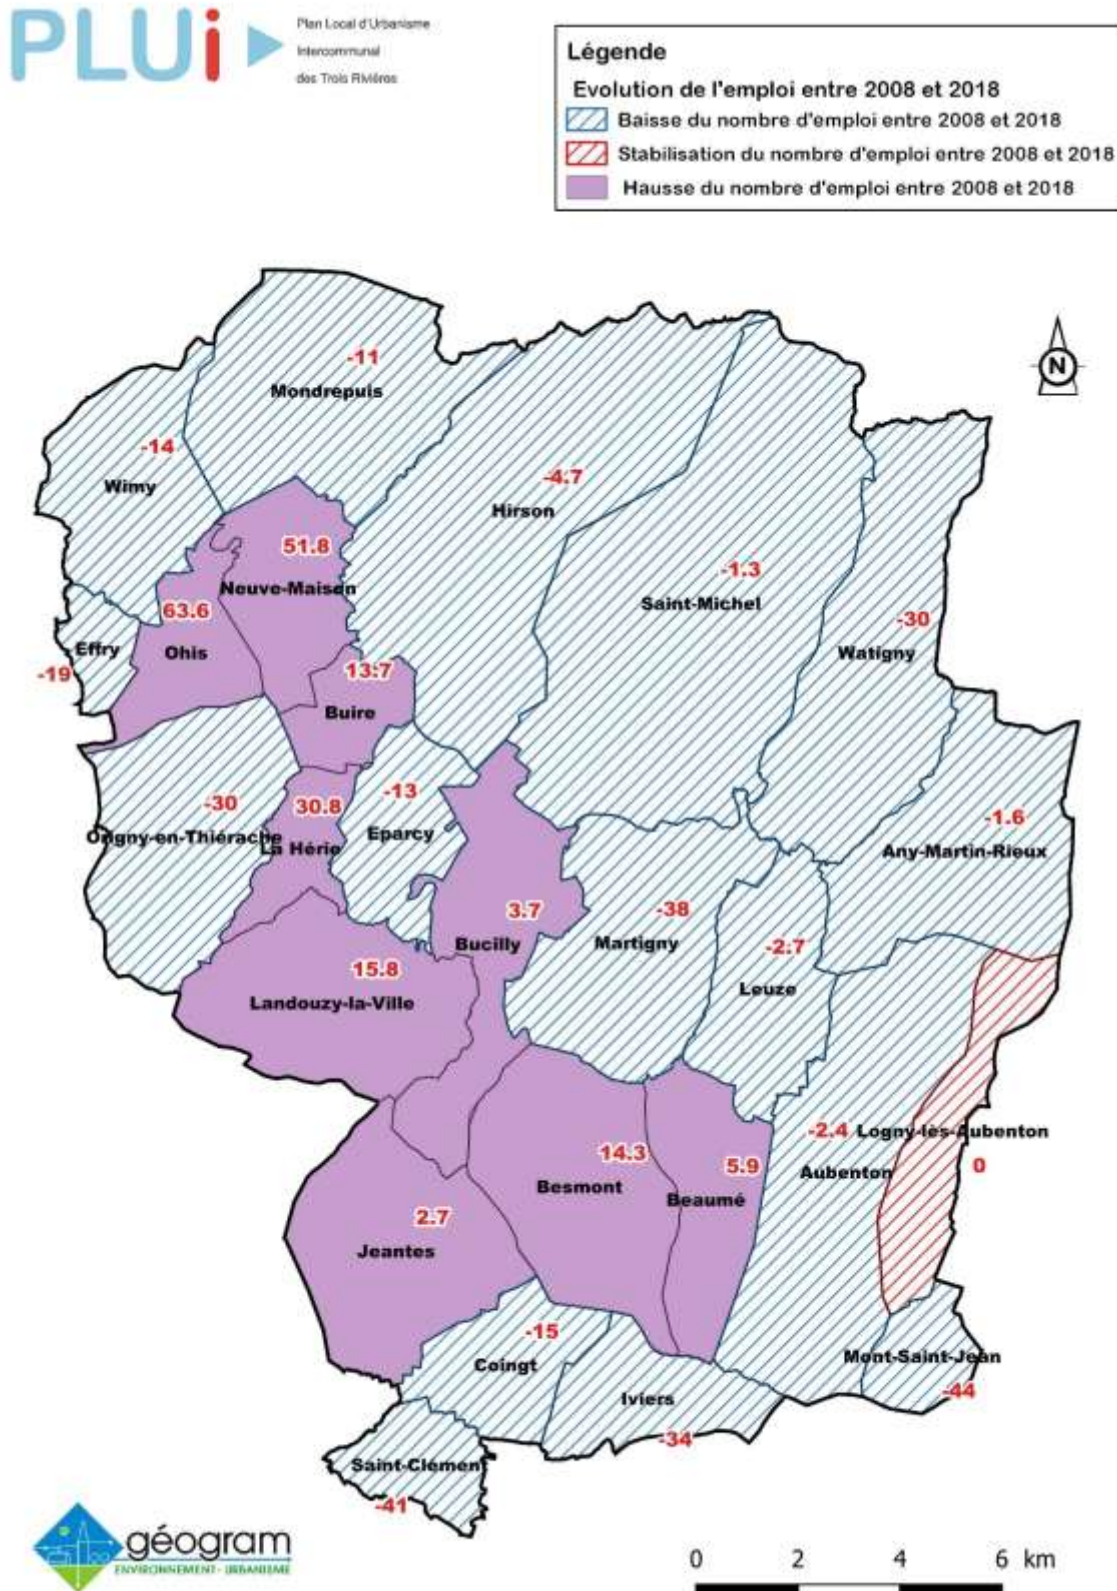 PLUi
Plan Local d'Urbanisme
Intercommunal
des Trois Rivières
Légende
Evolution de l'emploi entre 2008 et 2018
Baisse du nombre d'emploi entre 2008 et 2018
Stabilisation du nombre d'emploi entre 2008 et 2018
Hausse du nombre d'emploi entre 2008 et 2018
N
-11
Mondrepuis
-14
Wimy
-4.7
Hirson
51.8
Neuve-Maison
-1.3
Saint-Michel
63.6
Ohis
-30
Watigny
Effry
-19
13.7
Buire
-30
Origny-en-Thiérache
30.8
La Hérie
-13
Eparcy
-1.6
Any-Martin-Rieux
3.7
Bucilly
-38
Martigny
-2.7
Leuze
15.8
Landouzy-la-Ville
-2.4
Aubenton
Logny-lès-Aubenton
0
14.3
Besmont
5.9
Beaumé
2.7
Jeantes
-15
Coingt
Mont-Saint-Jean
-44
Iviers
-34
Saint-Clément
-41
géogram
ENVIRONNEMENT - URBANISME
0 2 4 6 km